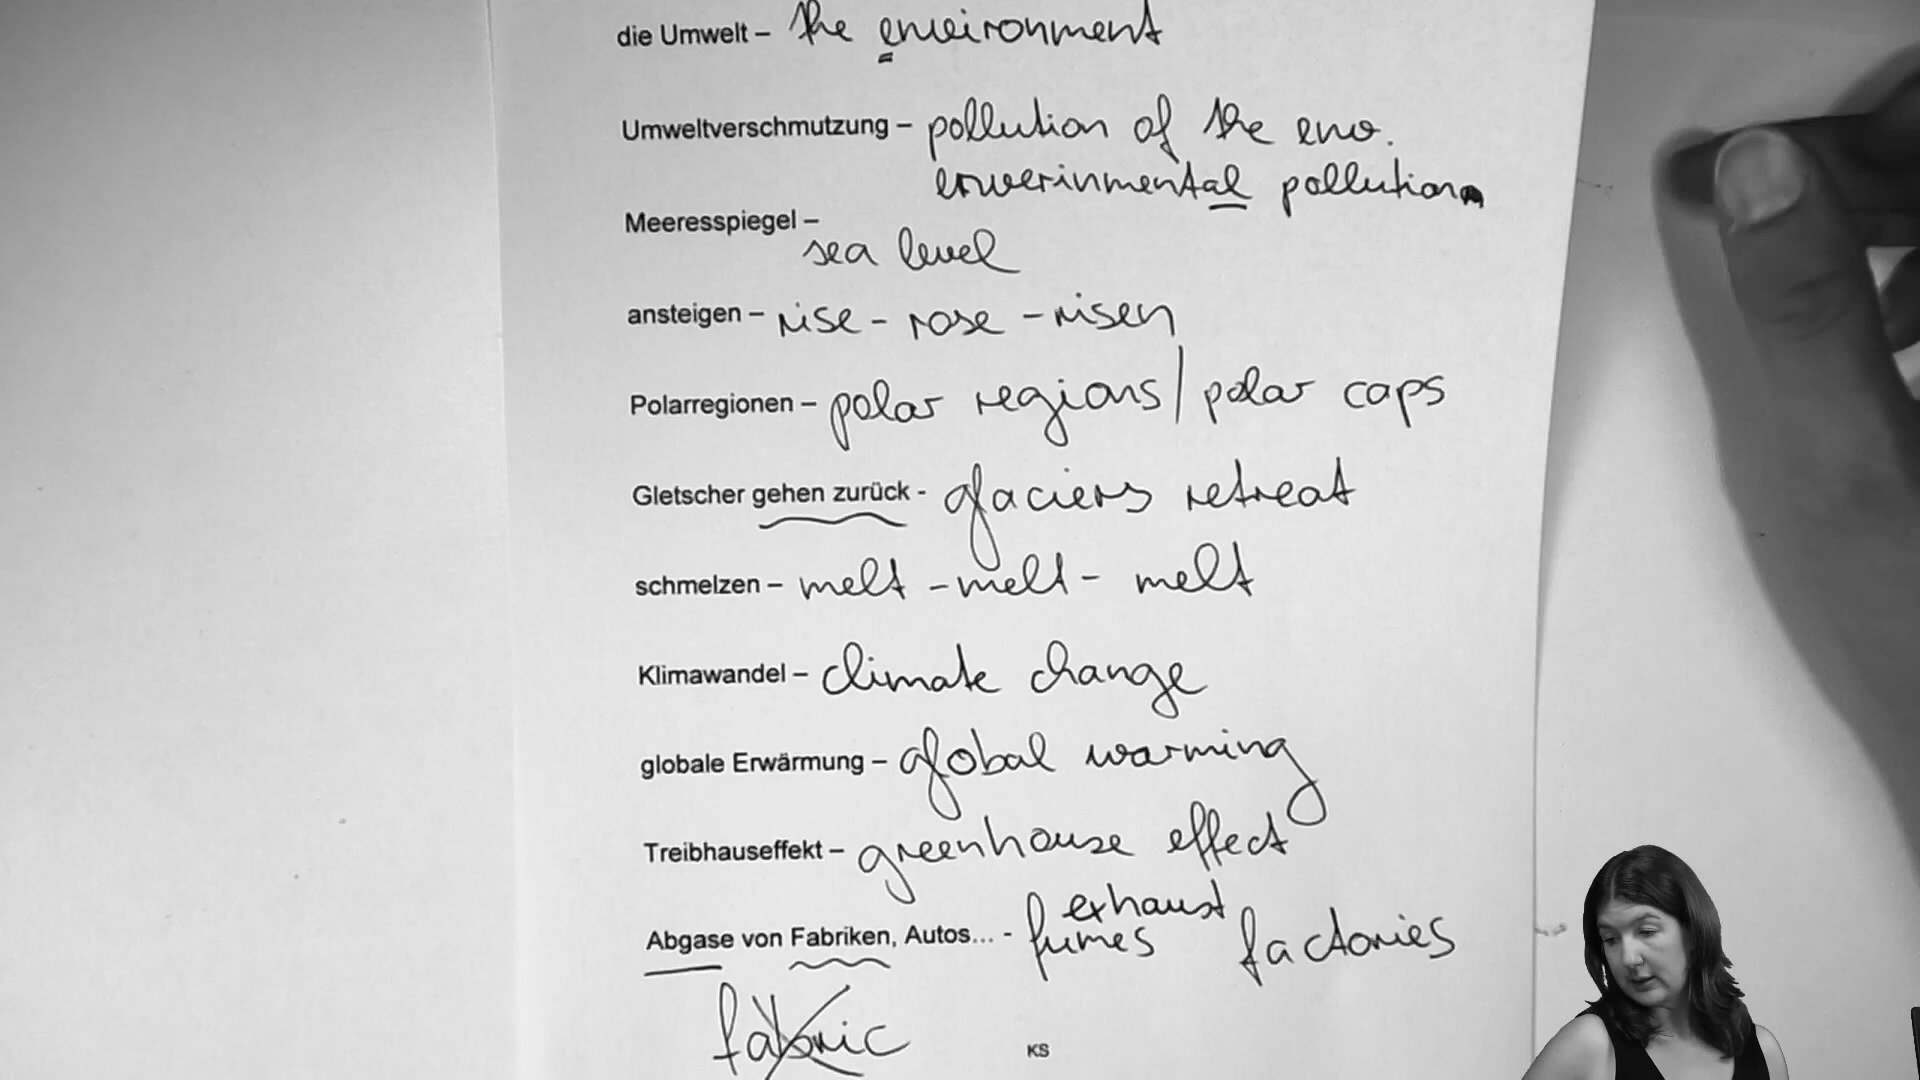 die Umwelt – the environment
Umweltverschmutzung – pollution of the env.
enverinmental pollution
Meeresspiegel –
sea level
ansteigen – rise - rose - risen
Polarregionen – polar regions / polar caps
Gletscher gehen zurück - glaciers retreat
schmelzen – melt - melt - melt
Klimawandel – climate change
globale Erwärmung – global warming
Treibhauseffekt – greenhouse effect
exhaust
Abgase von Fabriken, Autos... - fumes factories
fabric
KS